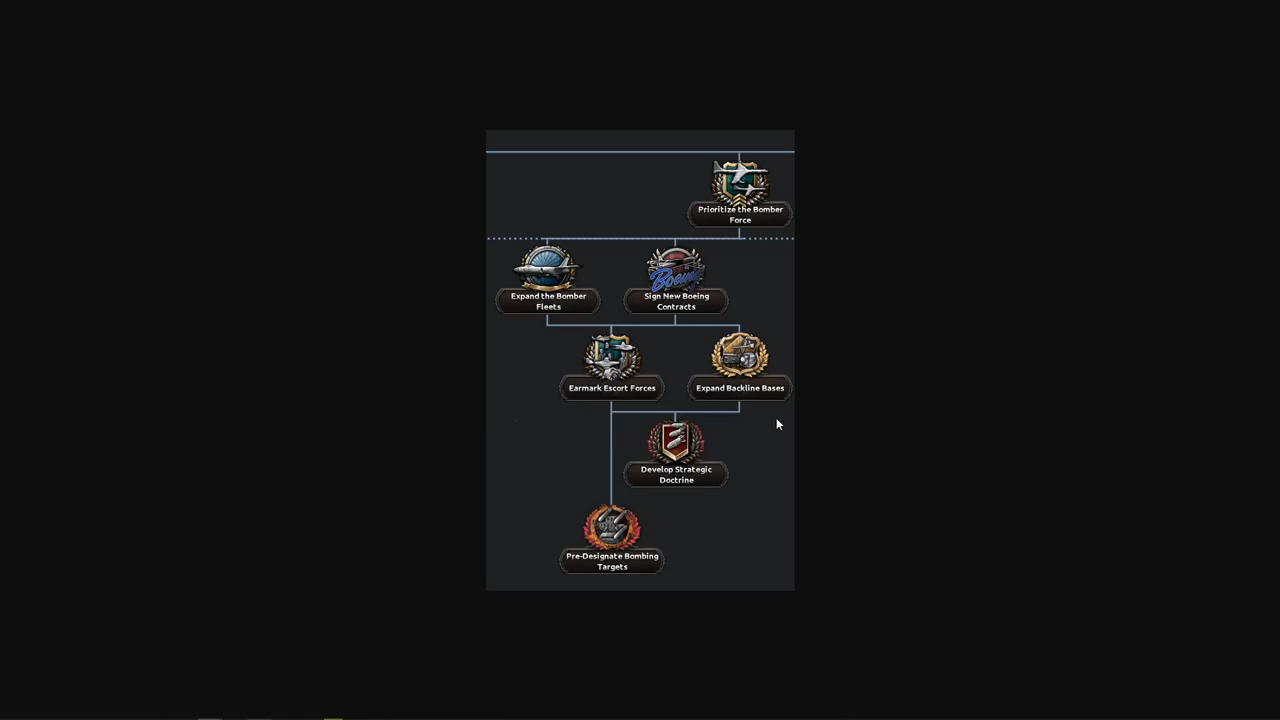 Prioritize the Bomber
Force
Expand the Bomber
Fleets
Boeing
Sign New Boeing
Contracts
Earmark Escort Forces
Expand Backline Bases
Develop Strategic
Doctrine
Pre-Designate Bombing
Targets